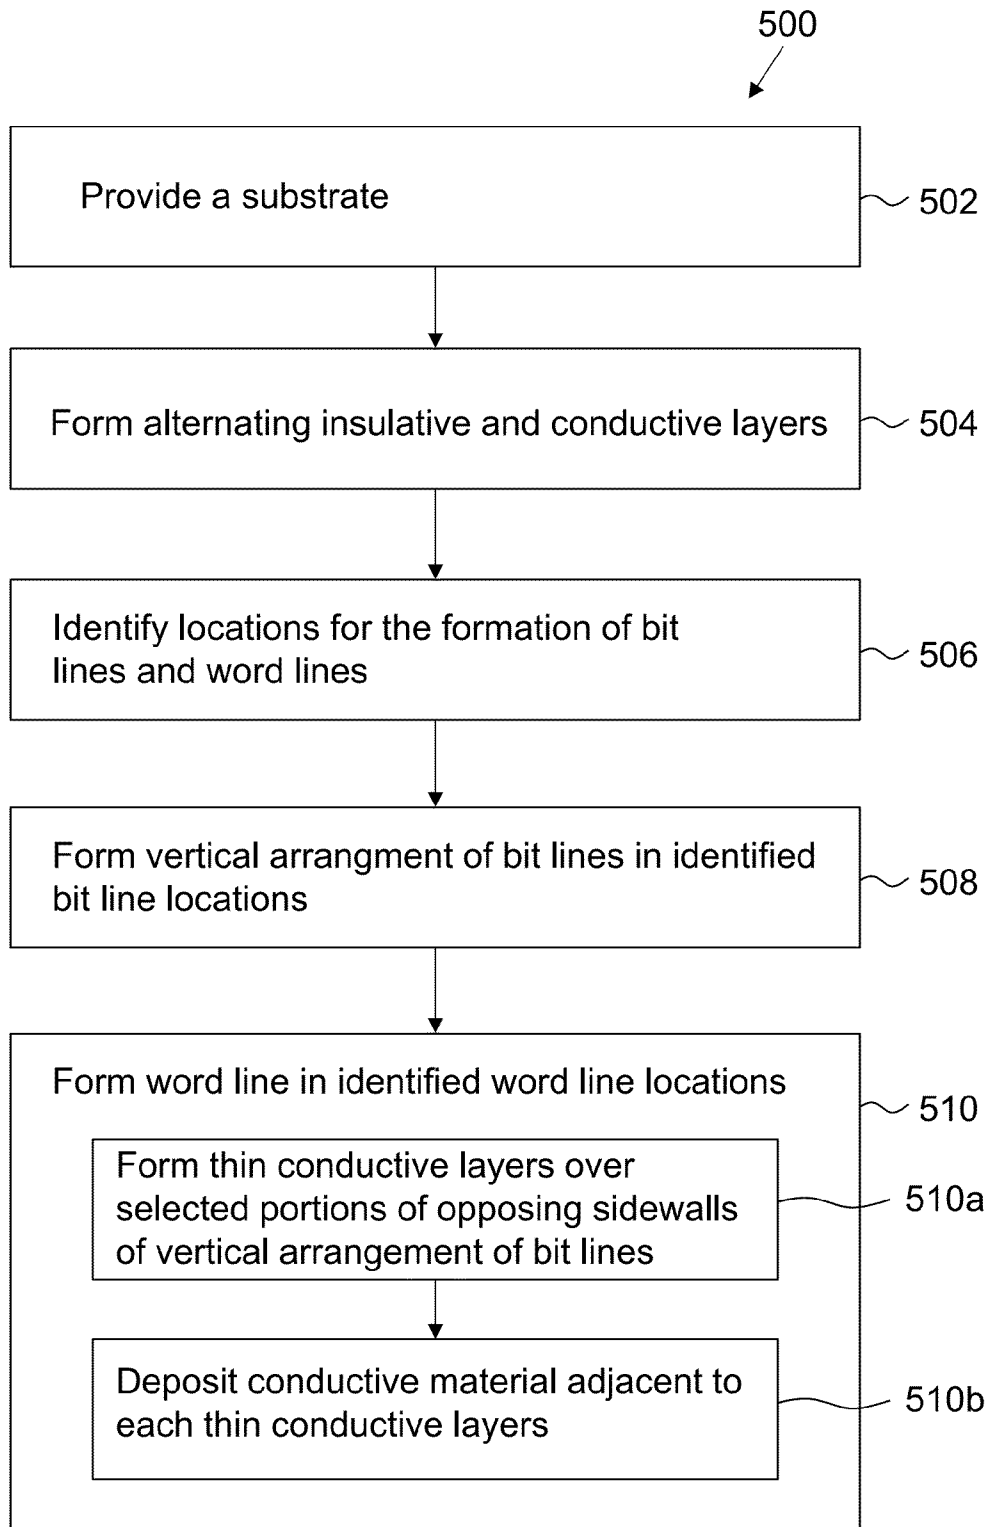 500
Provide a substrate
502
Form alternating insulative and conductive layers
504
Identify locations for the formation of bit
lines and word lines
506
Form vertical arrangment of bit lines in identified
bit line locations
508
Form word line in identified word line locations
510
Form thin conductive layers over
selected portions of opposing sidewalls
of vertical arrangement of bit lines
510a
Deposit conductive material adjacent to
each thin conductive layers
510b